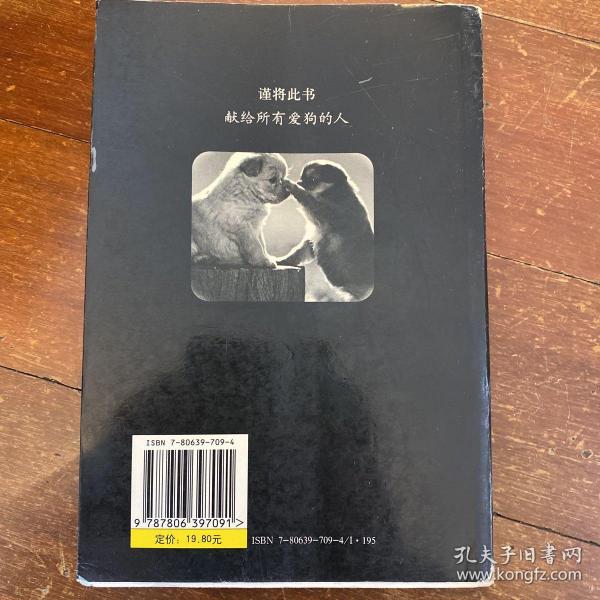 谨将此书
献给所有爱狗的人
ISBN 7-80639-709-4
9 787806 397091 >
定价：19.80元
ISBN 7-80639-709-4/I·195
孔夫子旧书网
www.kongfz.com